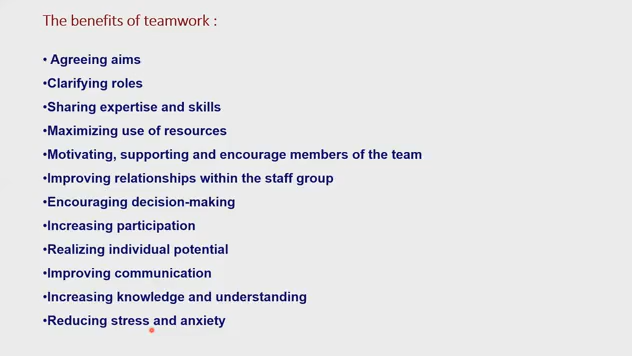 The benefits of teamwork :
• Agreeing aims
•Clarifying roles
•Sharing expertise and skills
•Maximizing use of resources
•Motivating, supporting and encourage members of the team
•Improving relationships within the staff group
•Encouraging decision-making
•Increasing participation
•Realizing individual potential
•Improving communication
•Increasing knowledge and understanding
•Reducing stress and anxiety